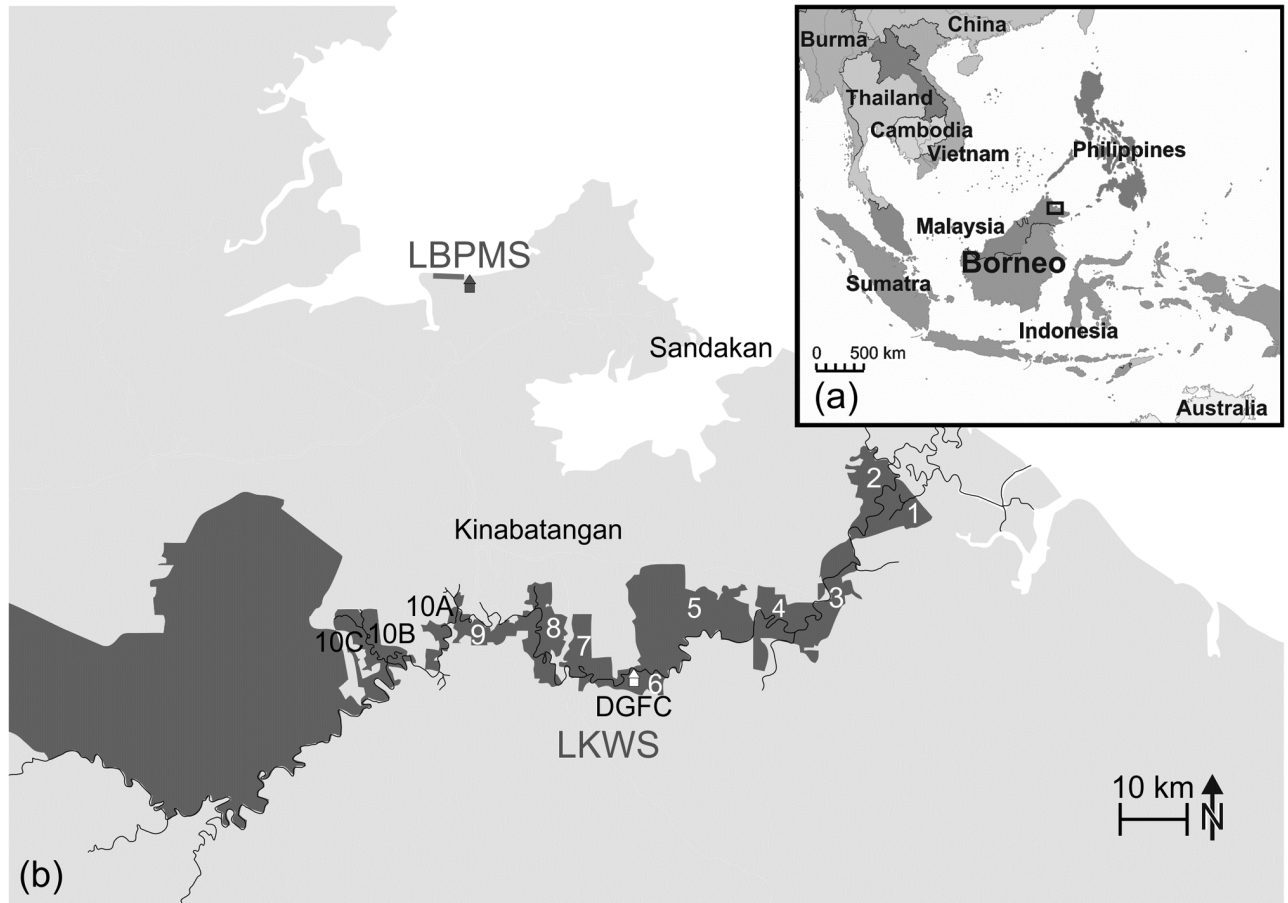 China
Burma
Thailand
Cambodia
Vietnam
Philippines
Malaysia
Borneo
Sumatra
Indonesia
0 500 km
(a)
Australia
LBPMS
Sandakan
2
1
Kinabatangan
10A
5
4
3
10C
10B
9
8
7
6
DGFC
LKWS
10 km
N
(b)